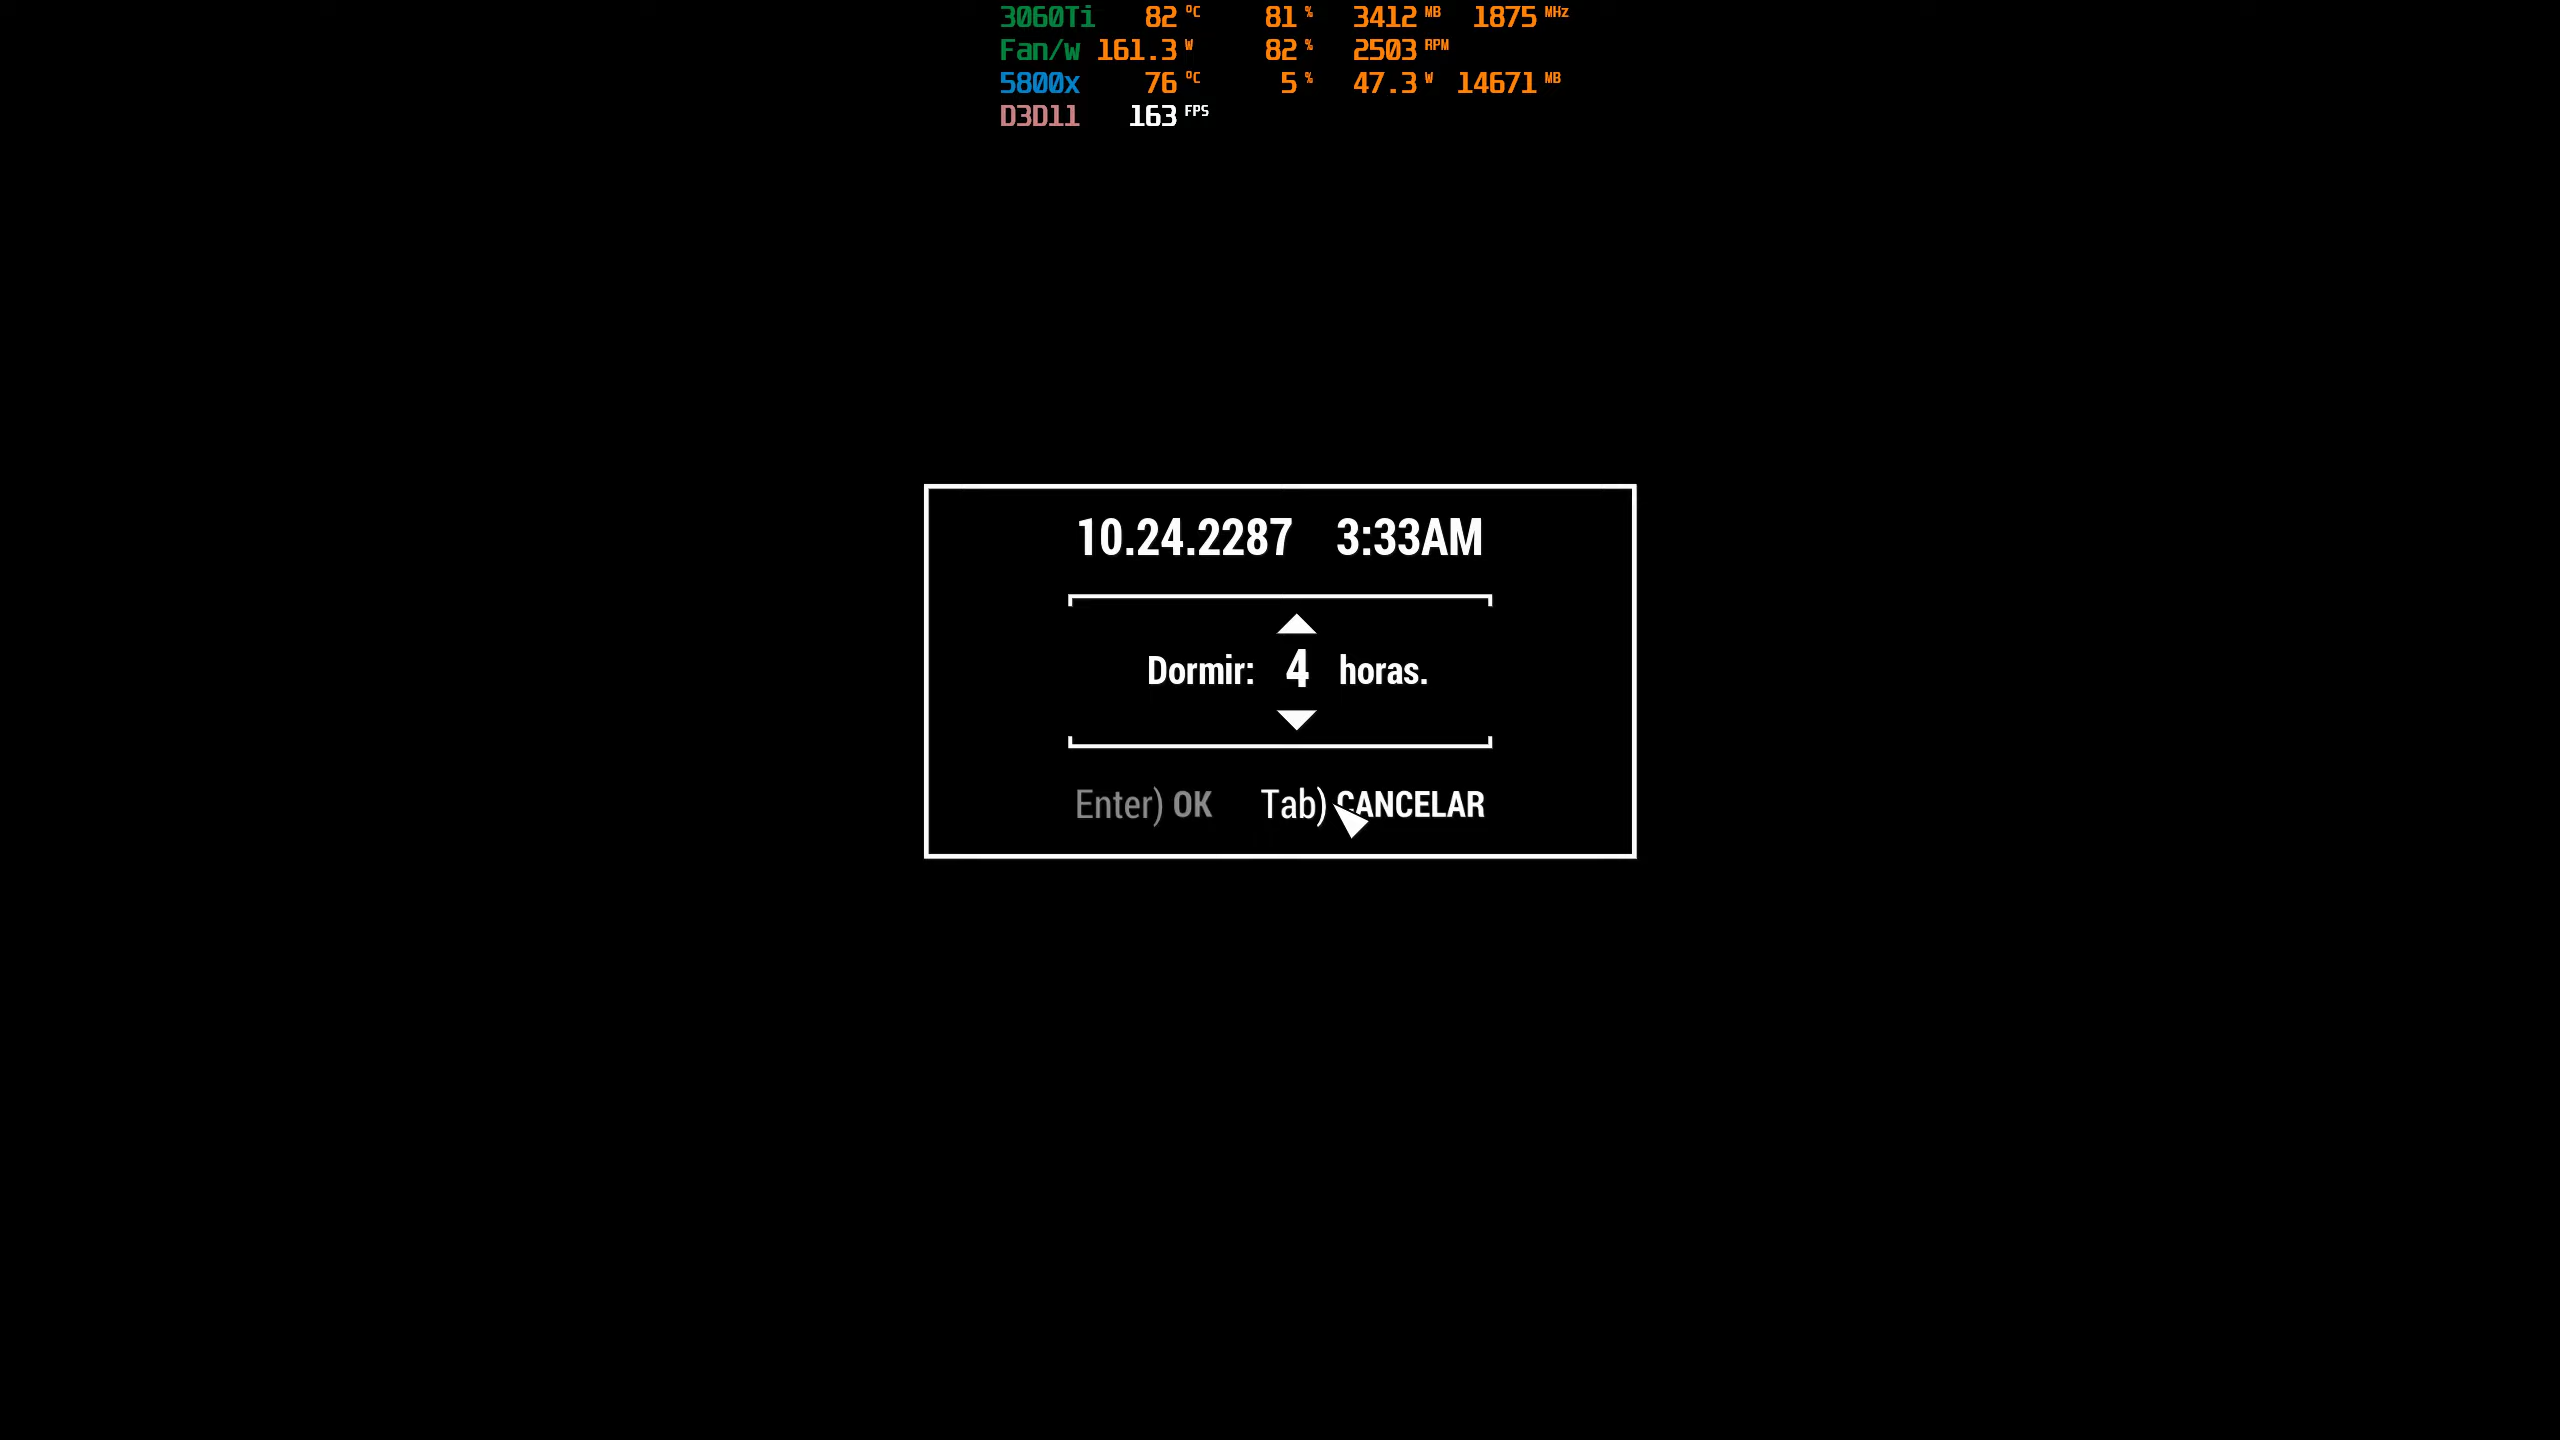 3060Ti 82 °C 81 % 3412 MB 1875 MHz
Fan/w 161.3 W 82 % 2503 RPM
5800x 76 °C 5 % 47.3 W 14671 MB
D3D11 163 FPS
10.24.2287 3:33AM
Dormir: 4 horas.
Enter) OK Tab) CANCELAR